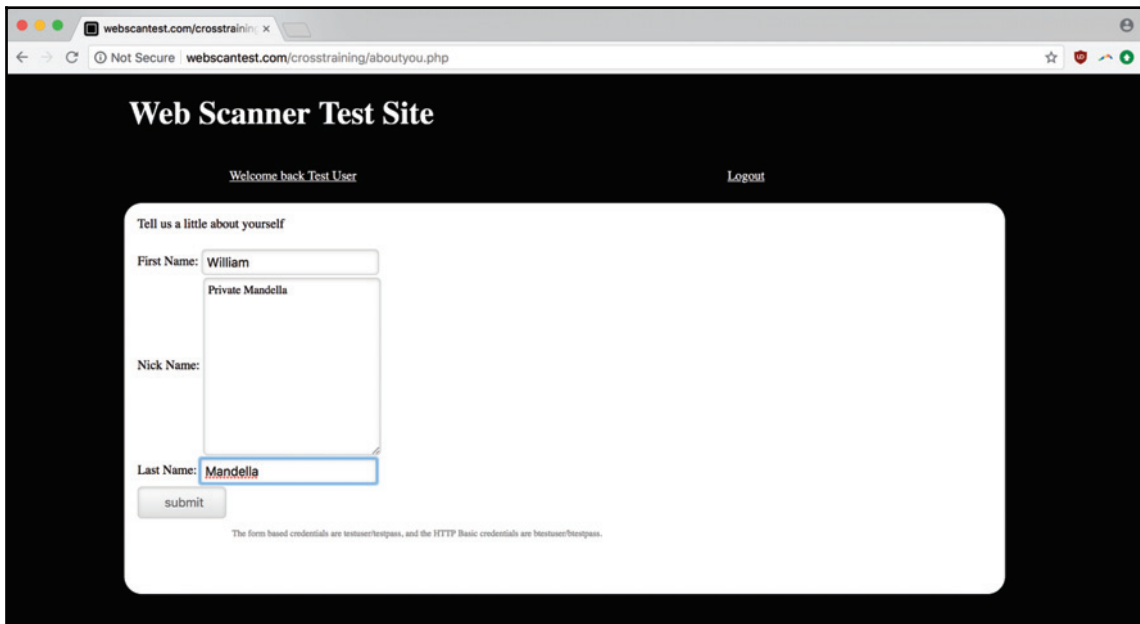 webscantest.com/crosstraining
Not Secure webscantest.com/crosstraining/aboutyou.php
Web Scanner Test Site
Welcome back Test User Logout
Tell us a little about yourself
First Name: William
Private Mandella
Nick Name:
Last Name: Mandella
submit
The form based credentials are testuser/testpass, and the HTTP Basic credentials are btestuser/btestpass.